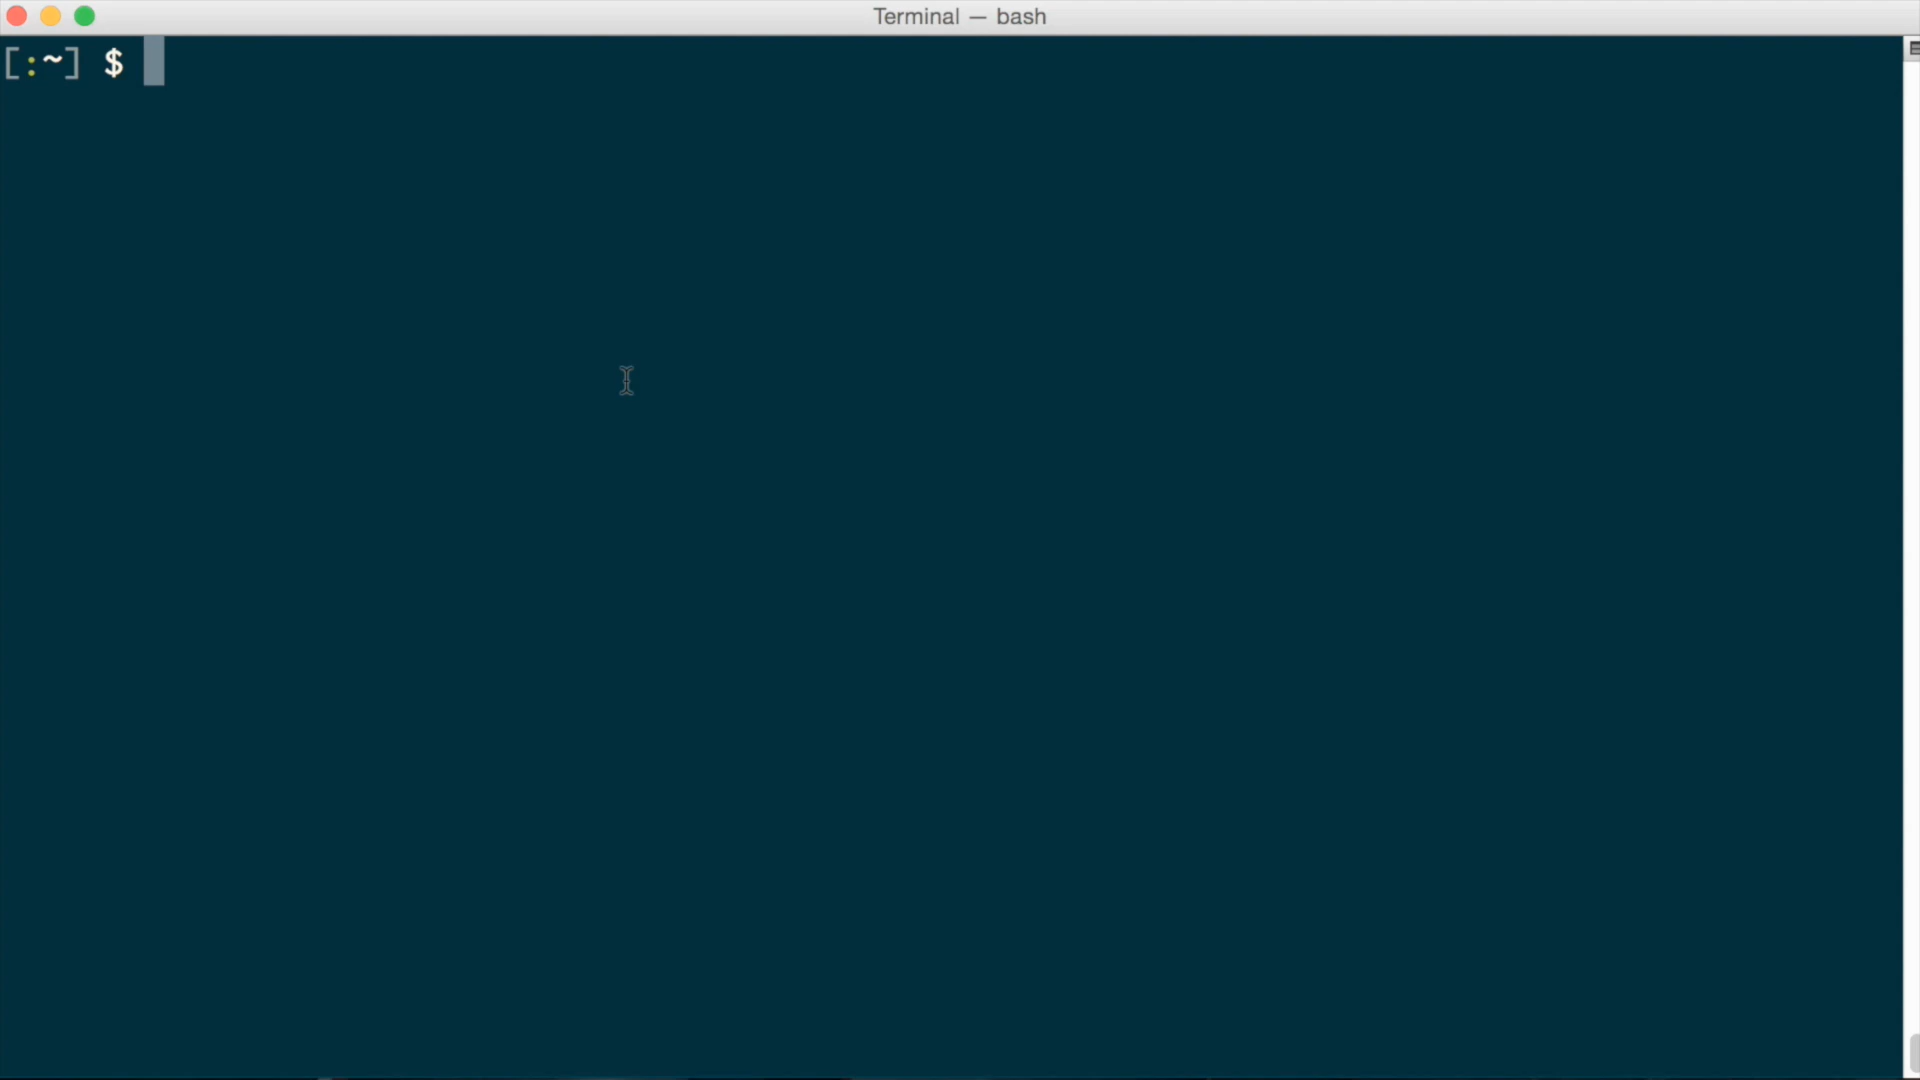 Terminal — bash
[:~] $